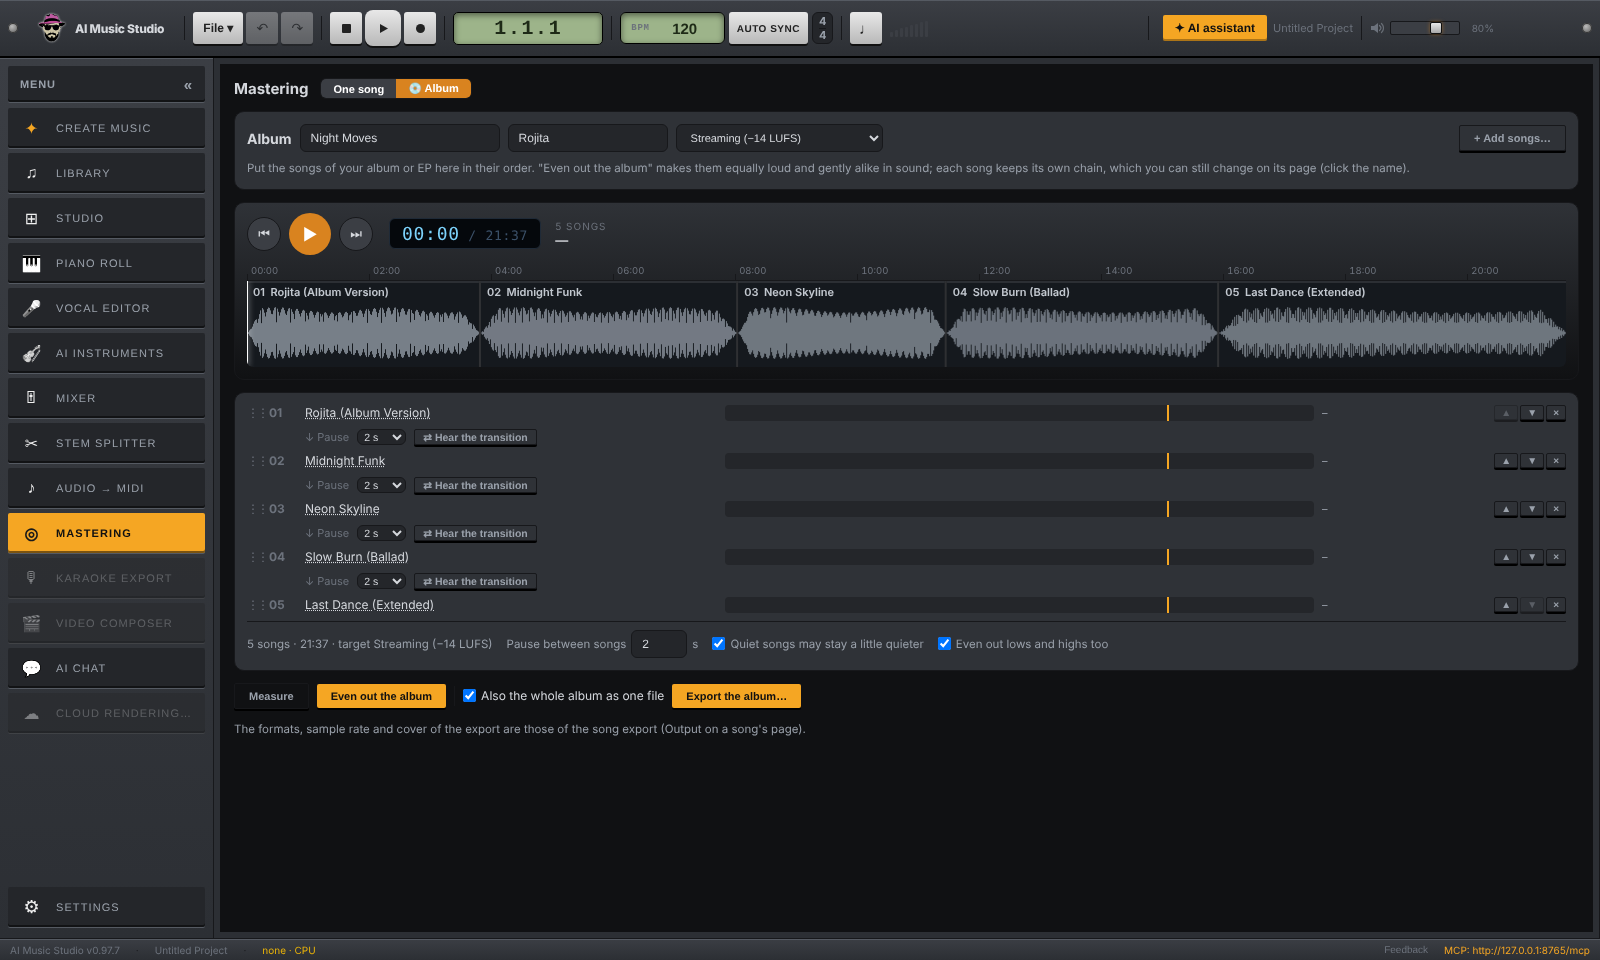 AI Music Studio
File ▾
1.1.1
BPM 120
AUTO SYNC
4
4
✦ AI assistant
Untitled Project
80%
MENU «
CREATE MUSIC
LIBRARY
STUDIO
PIANO ROLL
VOCAL EDITOR
AI INSTRUMENTS
MIXER
STEM SPLITTER
AUDIO → MIDI
MASTERING
KARAOKE EXPORT
VIDEO COMPOSER
AI CHAT
CLOUD RENDERING...
SETTINGS
Mastering
One song
Album
Album
Night Moves
Rojita
Streaming (−14 LUFS)
+ Add songs...
Put the songs of your album or EP here in their order. "Even out the album" makes them equally loud and gently alike in sound; each song keeps its own chain, which you can still change on its page (click the name).
00:00 / 21:37
5 SONGS
—
00:00 02:00 04:00 06:00 08:00 10:00 12:00 14:00 16:00 18:00 20:00
01 Rojita (Album Version)
02 Midnight Funk
03 Neon Skyline
04 Slow Burn (Ballad)
05 Last Dance (Extended)
01 Rojita (Album Version) –
↓ Pause 2 s ⇄ Hear the transition
02 Midnight Funk –
↓ Pause 2 s ⇄ Hear the transition
03 Neon Skyline –
↓ Pause 2 s ⇄ Hear the transition
04 Slow Burn (Ballad) –
↓ Pause 2 s ⇄ Hear the transition
05 Last Dance (Extended) –
5 songs · 21:37 · target Streaming (−14 LUFS) Pause between songs 2 s Quiet songs may stay a little quieter Even out lows and highs too
Measure
Even out the album
Also the whole album as one file
Export the album...
The formats, sample rate and cover of the export are those of the song export (Output on a song's page).
AI Music Studio v0.97.7
Untitled Project
none · CPU
Feedback
MCP: http://127.0.0.1:8765/mcp